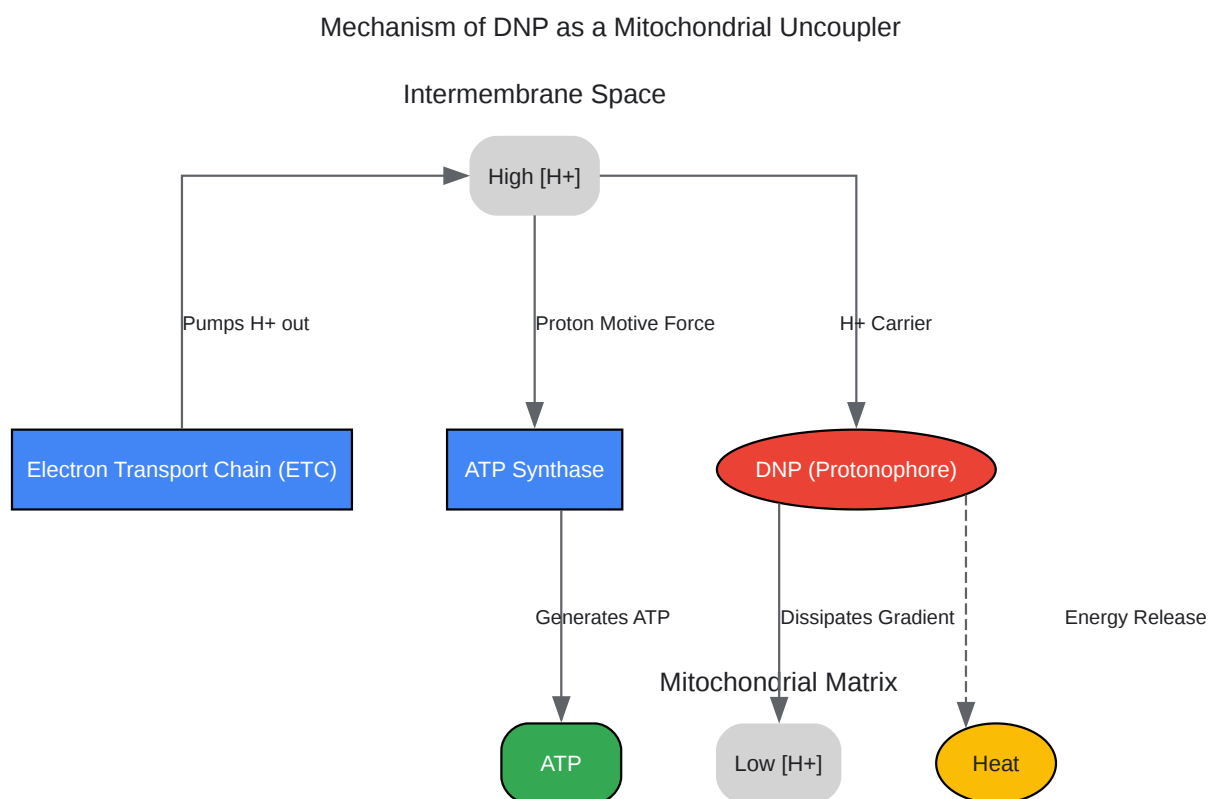 Mechanism of DNP as a Mitochondrial Uncoupler
Intermembrane Space
High [H+]
Pumps H+ out
Proton Motive Force
H+ Carrier
Electron Transport Chain (ETC)
ATP Synthase
DNP (Protonophore)
Generates ATP
Dissipates Gradient
Energy Release
Mitochondrial Matrix
ATP
Low [H+]
Heat